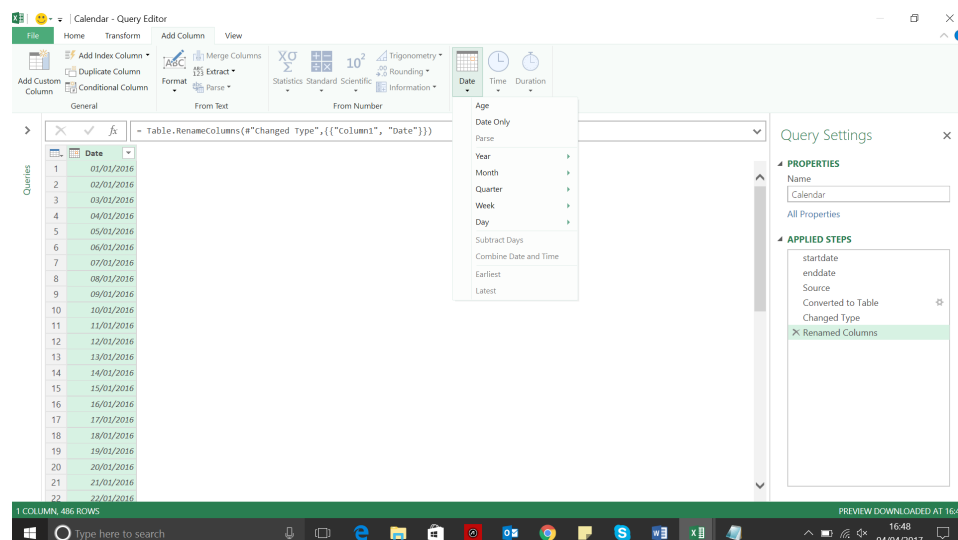 Calendar - Query Editor
File Home Transform Add Column View
Add Custom Column
Add Index Column
Duplicate Column
Conditional Column
General
Format
Merge Columns
Extract
Parse
From Text
Statistics Standard Scientific
Trigonometry
Rounding
Information
From Number
Date Time Duration
Age
Date Only
Parse
Year
Month
Quarter
Week
Day
Subtract Days
Combine Date and Time
Earliest
Latest
= Table.RenameColumns(#"Changed Type",{{"Column1", "Date"}})
Queries
Date
1 01/01/2016
2 02/01/2016
3 03/01/2016
4 04/01/2016
5 05/01/2016
6 06/01/2016
7 07/01/2016
8 08/01/2016
9 09/01/2016
10 10/01/2016
11 11/01/2016
12 12/01/2016
13 13/01/2016
14 14/01/2016
15 15/01/2016
16 16/01/2016
17 17/01/2016
18 18/01/2016
19 19/01/2016
20 20/01/2016
21 21/01/2016
22 22/01/2016
Query Settings
PROPERTIES
Name
Calendar
All Properties
APPLIED STEPS
startdate
enddate
Source
Converted to Table
Changed Type
Renamed Columns
1 COLUMN, 486 ROWS
PREVIEW DOWNLOADED AT 16:4
Type here to search
16:48
04/04/2017